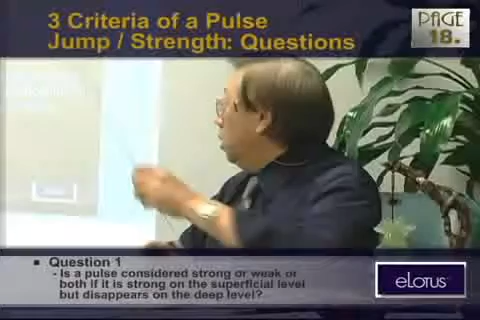 3 Criteria of a Pulse
Jump / Strength: Questions
PAGE
18.
Question 1
- Is a pulse considered strong or weak or
both if it is strong on the superficial level
but disappears on the deep level?
eLotus